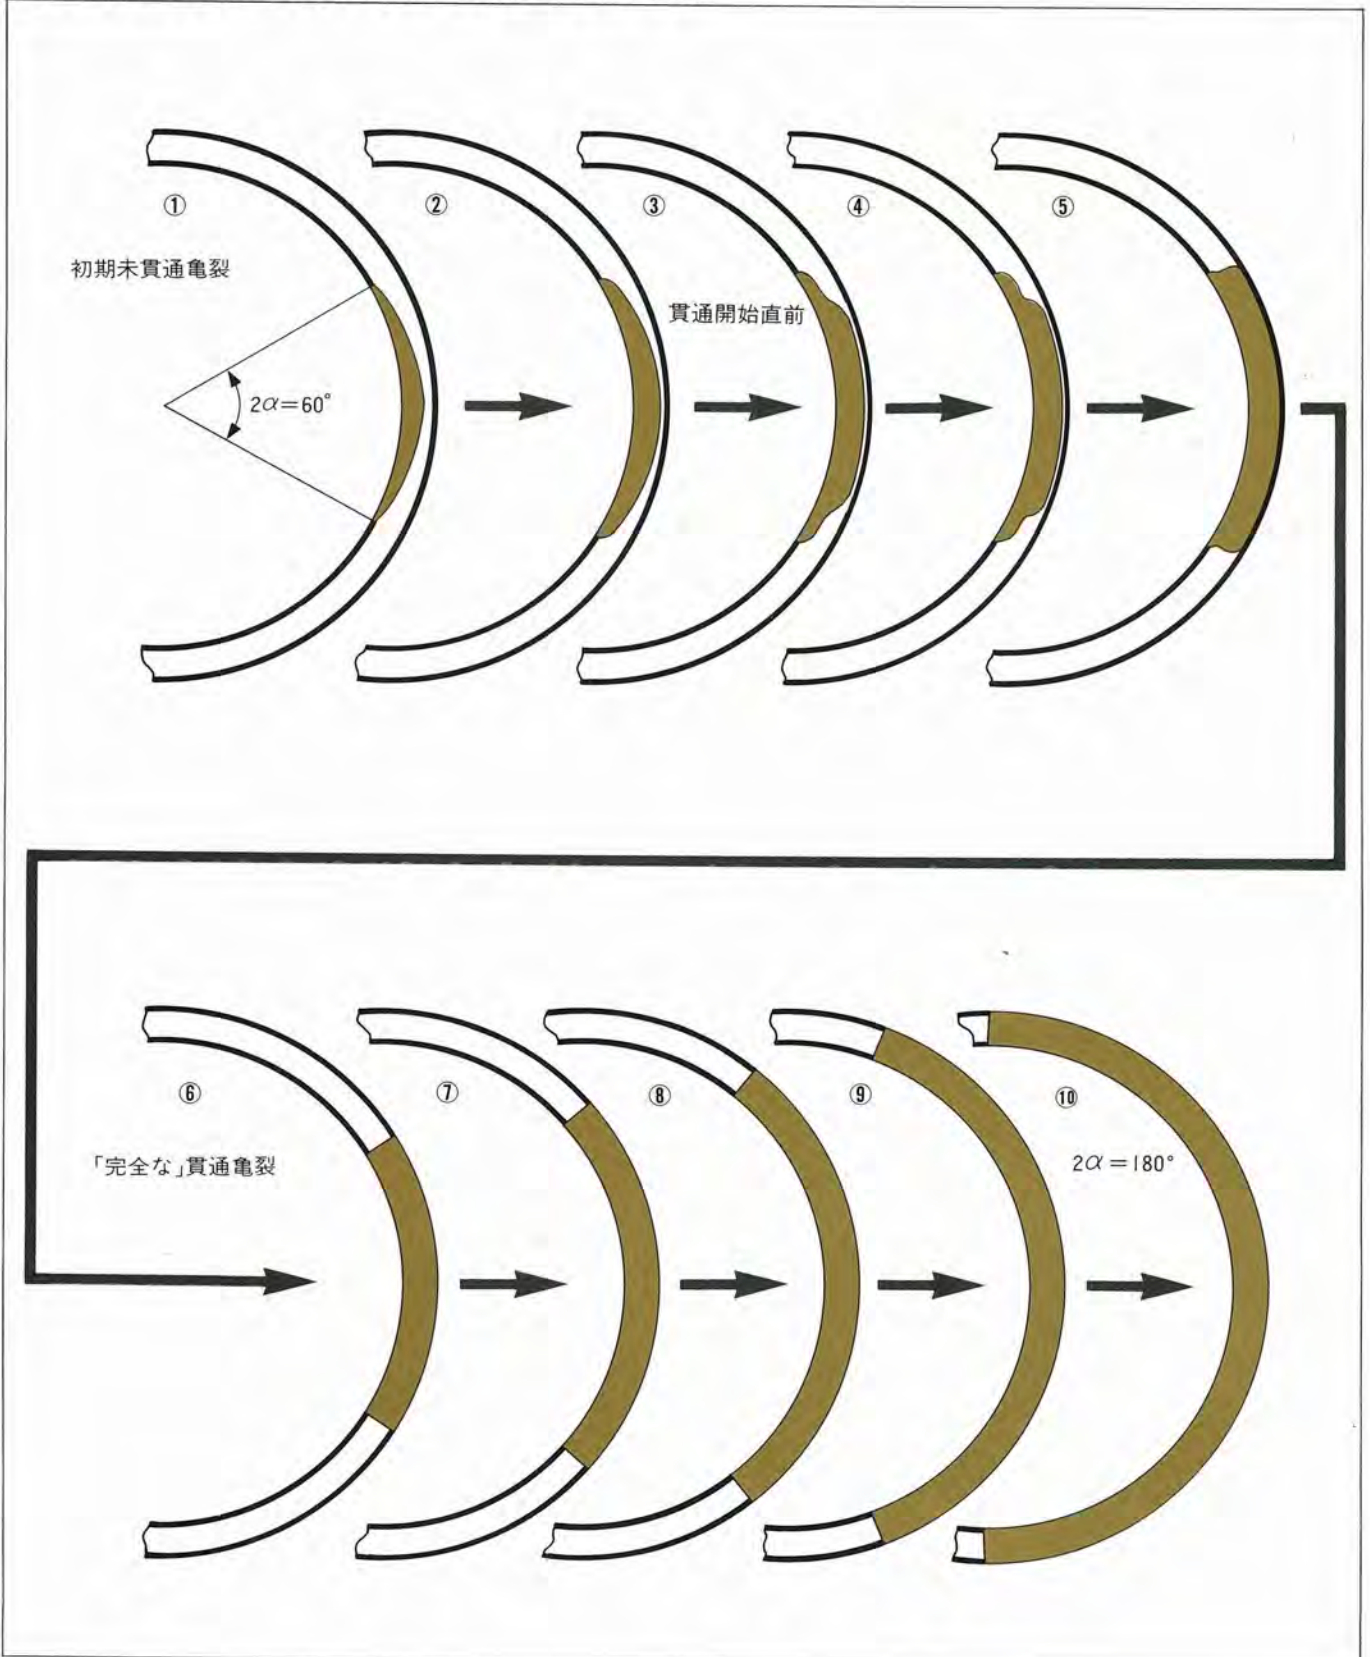 ①
②
③
④
⑤
初期未貫通亀裂
貫通開始直前
2α=60°
⑥
⑦
⑧
⑨
⑩
「完全な」貫通亀裂
2α=180°